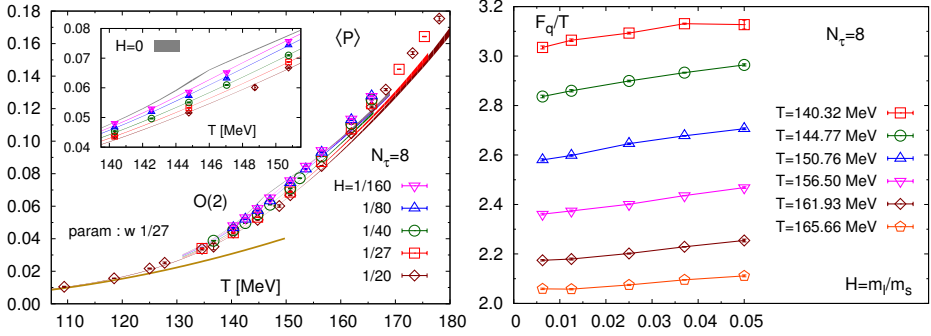 0.18
0.16
0.14
0.12
0.10
0.08
0.06
0.04
0.02
0.00
110 120 130 140 150 160 170 180
T [MeV]
⟨P⟩
Nτ=8
H=1/160
1/80
1/40
1/27
1/20
O(2)
param : w 1/27
0.08
0.07
0.06
0.05
0.04
140 142 144 146 148 150
T [MeV]
H=0
3.2
3.0
2.8
2.6
2.4
2.2
2.0
0 0.01 0.02 0.03 0.04 0.05
Fq/T
Nτ=8
T=140.32 MeV
T=144.77 MeV
T=150.76 MeV
T=156.50 MeV
T=161.93 MeV
T=165.66 MeV
H=ml/ms